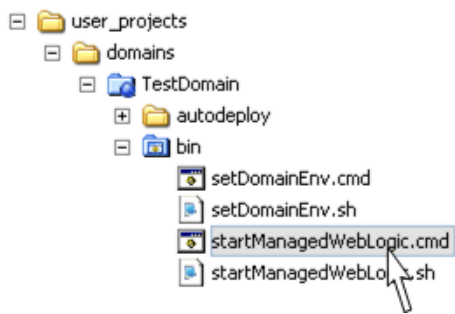 user_projects
domains
TestDomain
autodeploy
bin
setDomainEnv.cmd
setDomainEnv.sh
startManagedWebLogic.cmd
startManagedWebLo .sh